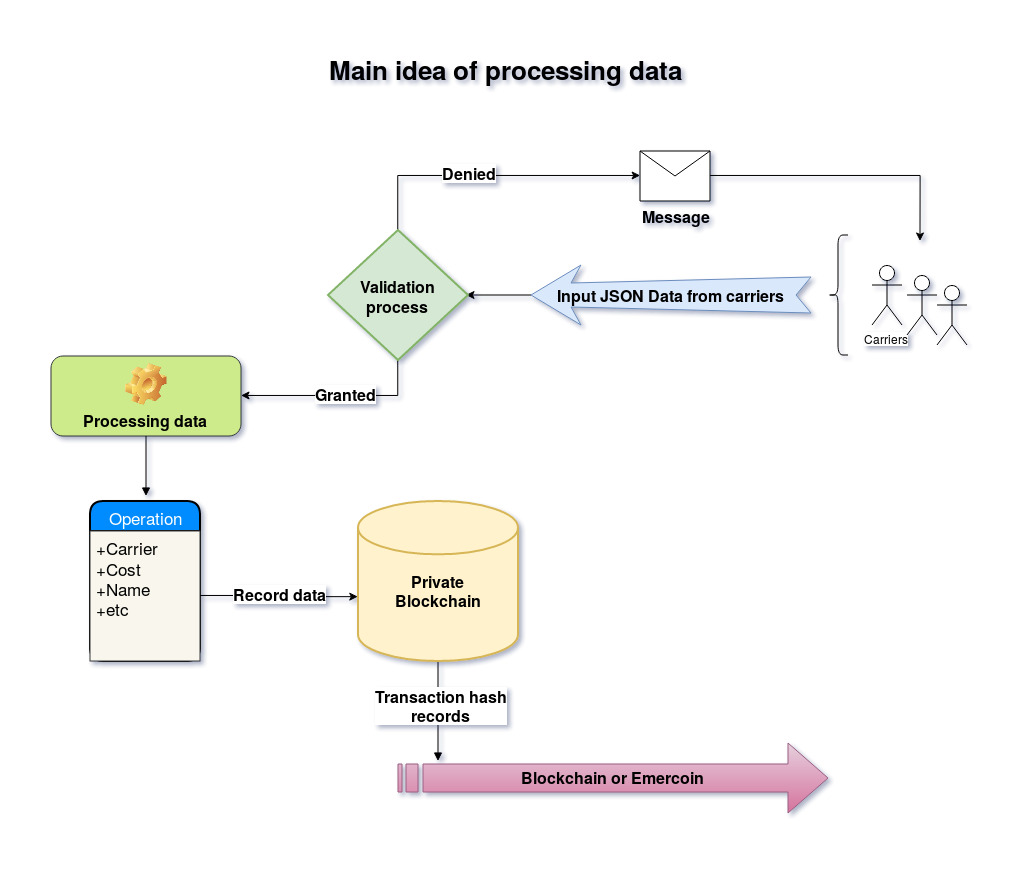 Main idea of processing data
Denied
Message
Validation
process
Input JSON Data from carriers
Carriers
Granted
Processing data
Operation
+Carrier
+Cost
+Name
+etc
Record data
Private
Blockchain
Transaction hash
records
Blockchain or Emercoin